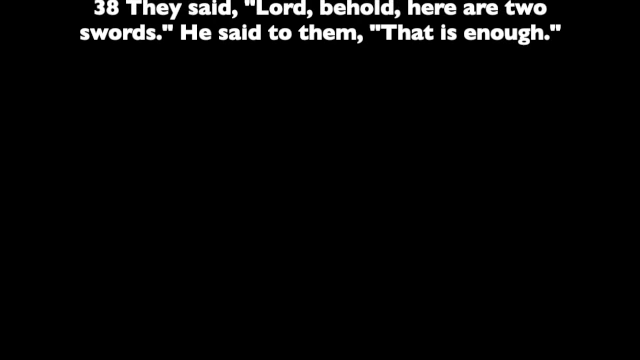 38 They said, "Lord, behold, here are two
swords." He said to them, "That is enough."